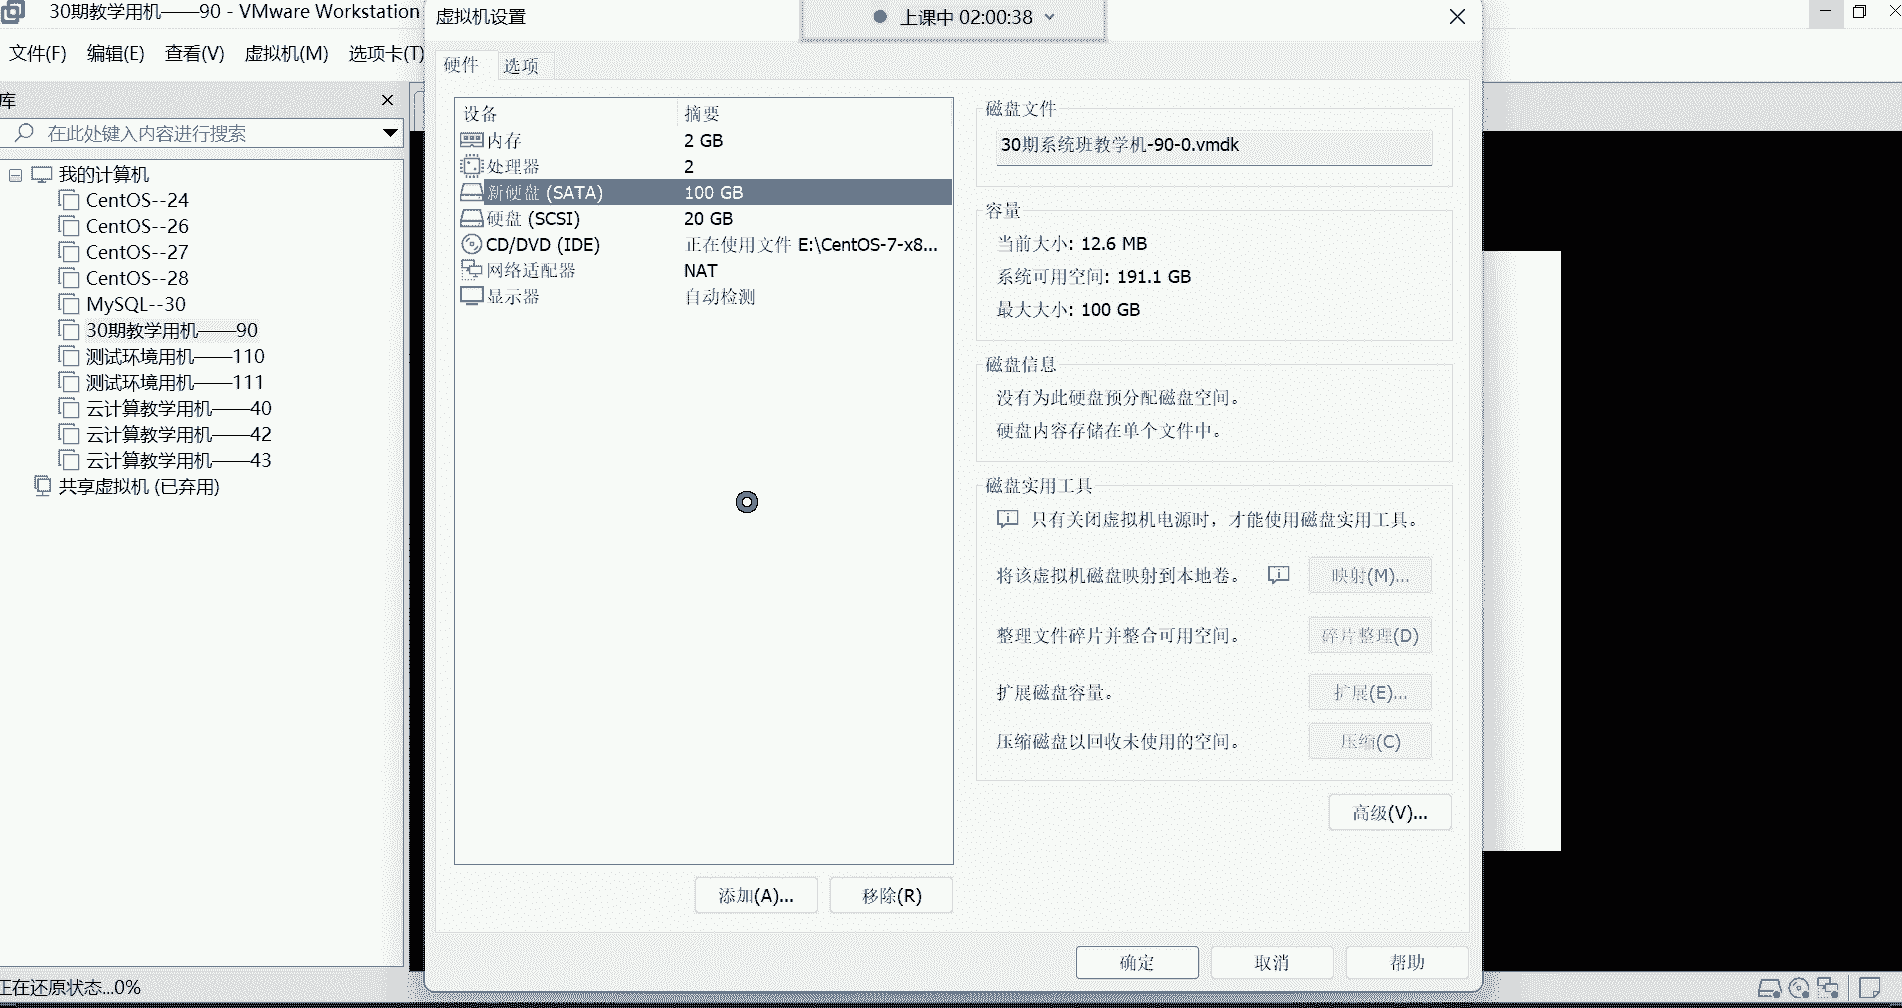 30期教学用机——90 - VMware Workstation
文件(F) 编辑(E) 查看(V) 虚拟机(M) 选项卡(T)
库
在此处键入内容进行搜索
我的计算机
CentOS--24
CentOS--26
CentOS--27
CentOS--28
MySQL--30
30期教学用机——90
测试环境用机——110
测试环境用机——111
云计算教学用机——40
云计算教学用机——42
云计算教学用机——43
共享虚拟机 (已弃用)
正在还原状态...0%
虚拟机设置
上课中 02:00:38
硬件 选项
设备 摘要
内存 2 GB
处理器 2
新硬盘 (SATA) 100 GB
硬盘 (SCSI) 20 GB
CD/DVD (IDE) 正在使用文件 E:\CentOS-7-x8...
网络适配器 NAT
显示器 自动检测
添加(A)... 移除(R)
磁盘文件
30期系统班教学机-90-0.vmdk
容量
当前大小: 12.6 MB
系统可用空间: 191.1 GB
最大大小: 100 GB
磁盘信息
没有为此硬盘预分配磁盘空间。
硬盘内容存储在单个文件中。
磁盘实用工具
只有关闭虚拟机电源时，才能使用磁盘实用工具。
将该虚拟机磁盘映射到本地卷。 映射(M)...
整理文件碎片并整合可用空间。 碎片整理(D)
扩展磁盘容量。 扩展(E)...
压缩磁盘以回收未使用的空间。 压缩(C)
高级(V)...
确定 取消 帮助